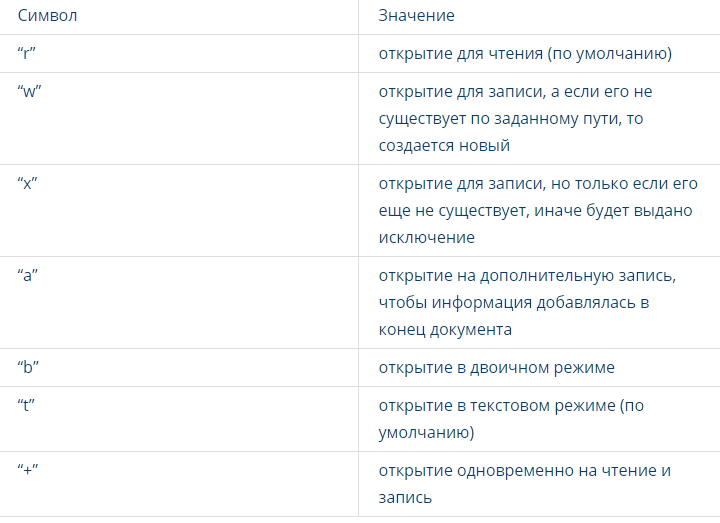 Символ Значение
“r” открытие для чтения (по умолчанию)
“w” открытие для записи, а если его не
существует по заданному пути, то
создается новый
“x” открытие для записи, но только если его
еще не существует, иначе будет выдано
исключение
“a” открытие на дополнительную запись,
чтобы информация добавлялась в
конец документа
“b” открытие в двоичном режиме
“t” открытие в текстовом режиме (по
умолчанию)
“+” открытие одновременно на чтение и
запись